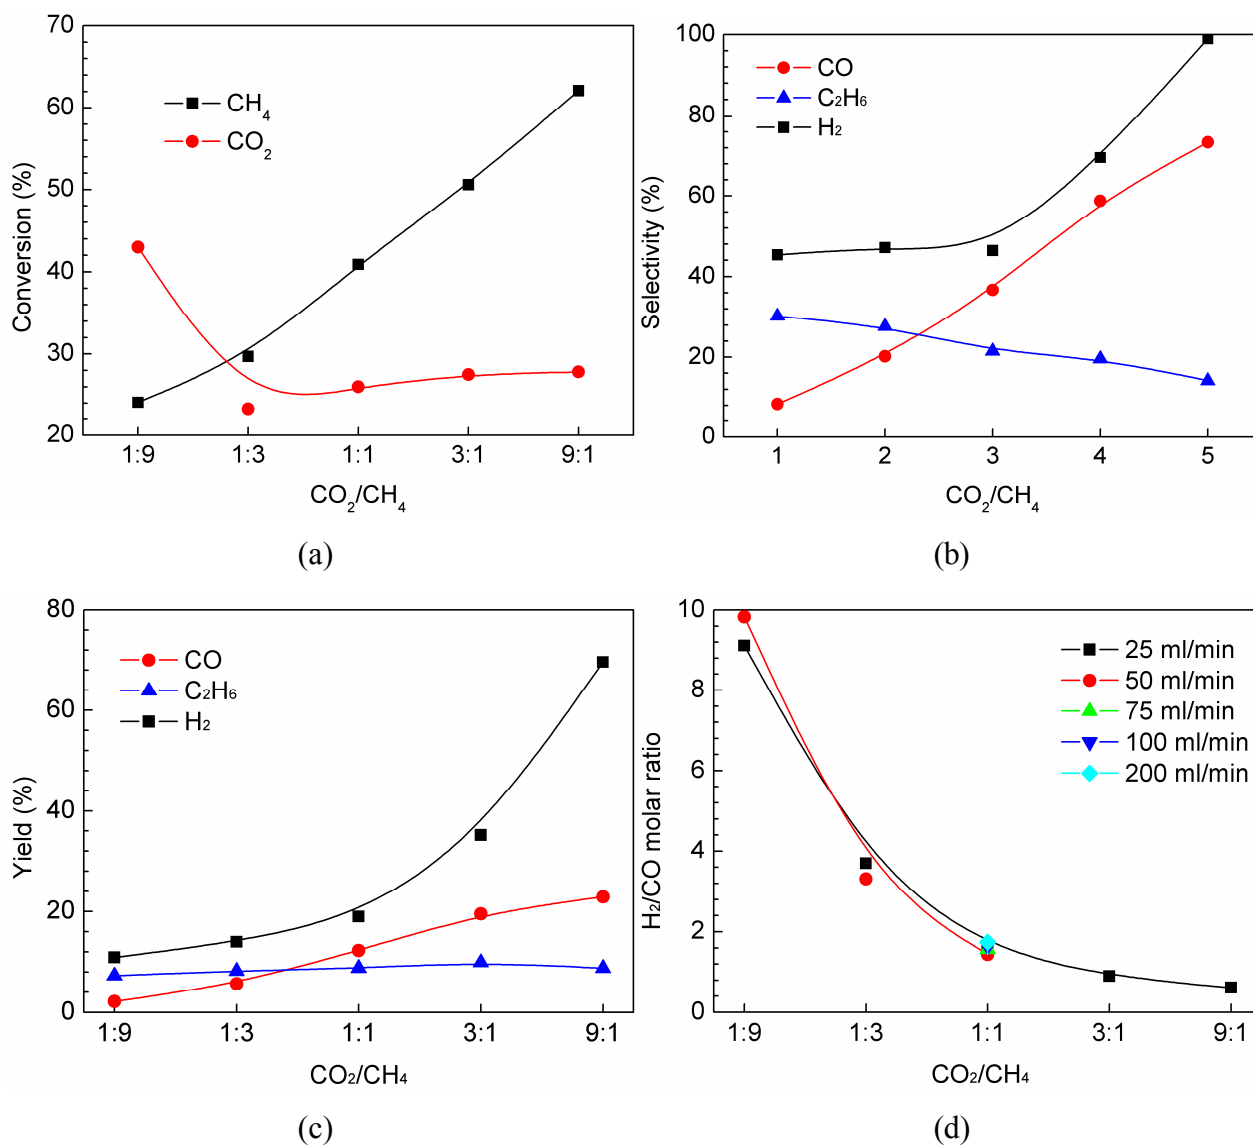 70
60
50
40
30
20
Conversion (%)
CH₄
CO₂
1:9 1:3 1:1 3:1 9:1
CO₂/CH₄
(a)
100
80
60
40
20
0
Selectivity (%)
CO
C₂H₆
H₂
1 2 3 4 5
CO₂/CH₄
(b)
80
60
40
20
0
Yield (%)
CO
C₂H₆
H₂
1:9 1:3 1:1 3:1 9:1
CO₂/CH₄
(c)
10
8
6
4
2
0
H₂/CO molar ratio
25 ml/min
50 ml/min
75 ml/min
100 ml/min
200 ml/min
1:9 1:3 1:1 3:1 9:1
CO₂/CH₄
(d)